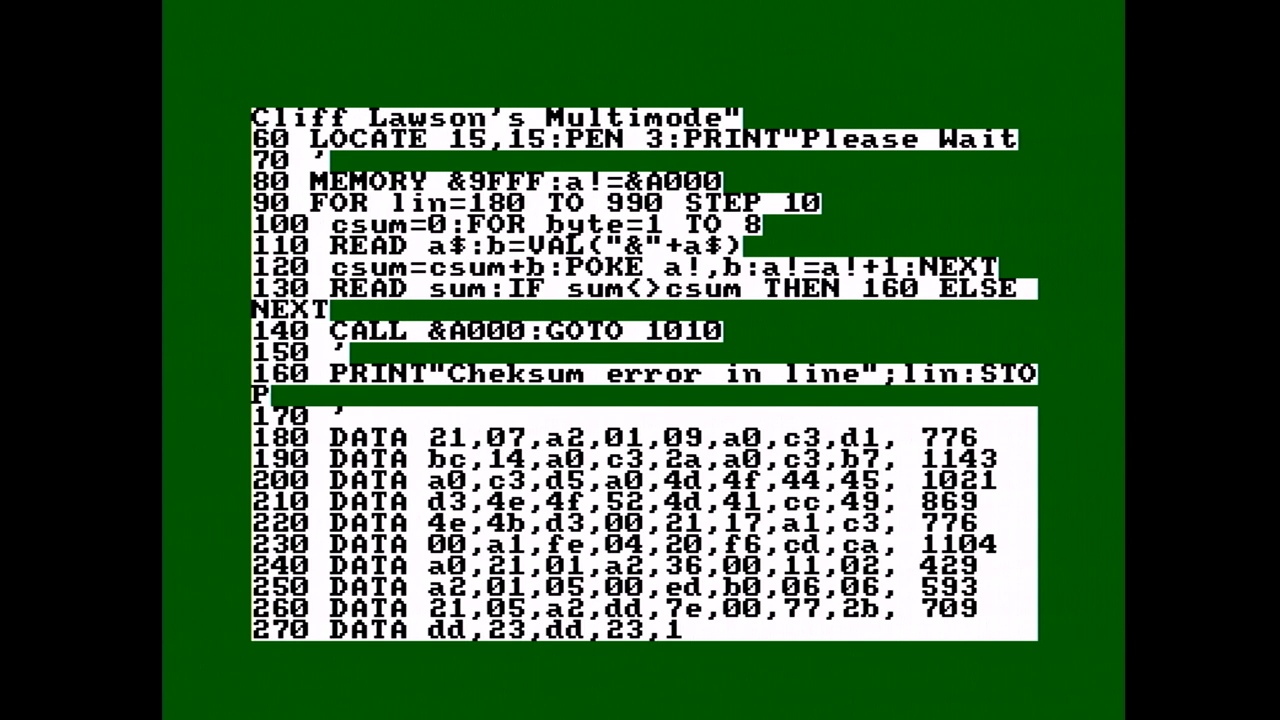 Cliff Lawson's Multimode"
60 LOCATE 15,15:PEN 3:PRINT"Please Wait
70 '
80 MEMORY &9FFF:a!=&A000
90 FOR lin=180 TO 990 STEP 10
100 csum=0:FOR byte=1 TO 8
110 READ a$:b=VAL("&"+a$)
120 csum=csum+b:POKE a!,b:a!=a!+1:NEXT
130 READ sum:IF sum<>csum THEN 160 ELSE
NEXT
140 CALL &A000:GOTO 1010
150 '
160 PRINT"Cheksum error in line";lin:STO
P
170 '
180 DATA 21,07,a2,01,09,a0,c3,d1, 776
190 DATA bc,14,a0,c3,2a,a0,c3,b7, 1143
200 DATA a0,c3,d5,a0,4d,4f,44,45, 1021
210 DATA d3,4e,4f,52,4d,41,cc,49, 869
220 DATA 4e,4b,d3,00,21,17,a1,c3, 776
230 DATA 00,a1,fe,04,20,f6,cd,ca, 1104
240 DATA a0,21,01,a2,36,00,11,02, 429
250 DATA a2,01,05,00,ed,b0,06,06, 593
260 DATA 21,05,a2,dd,7e,00,77,2b, 709
270 DATA dd,23,dd,23,1